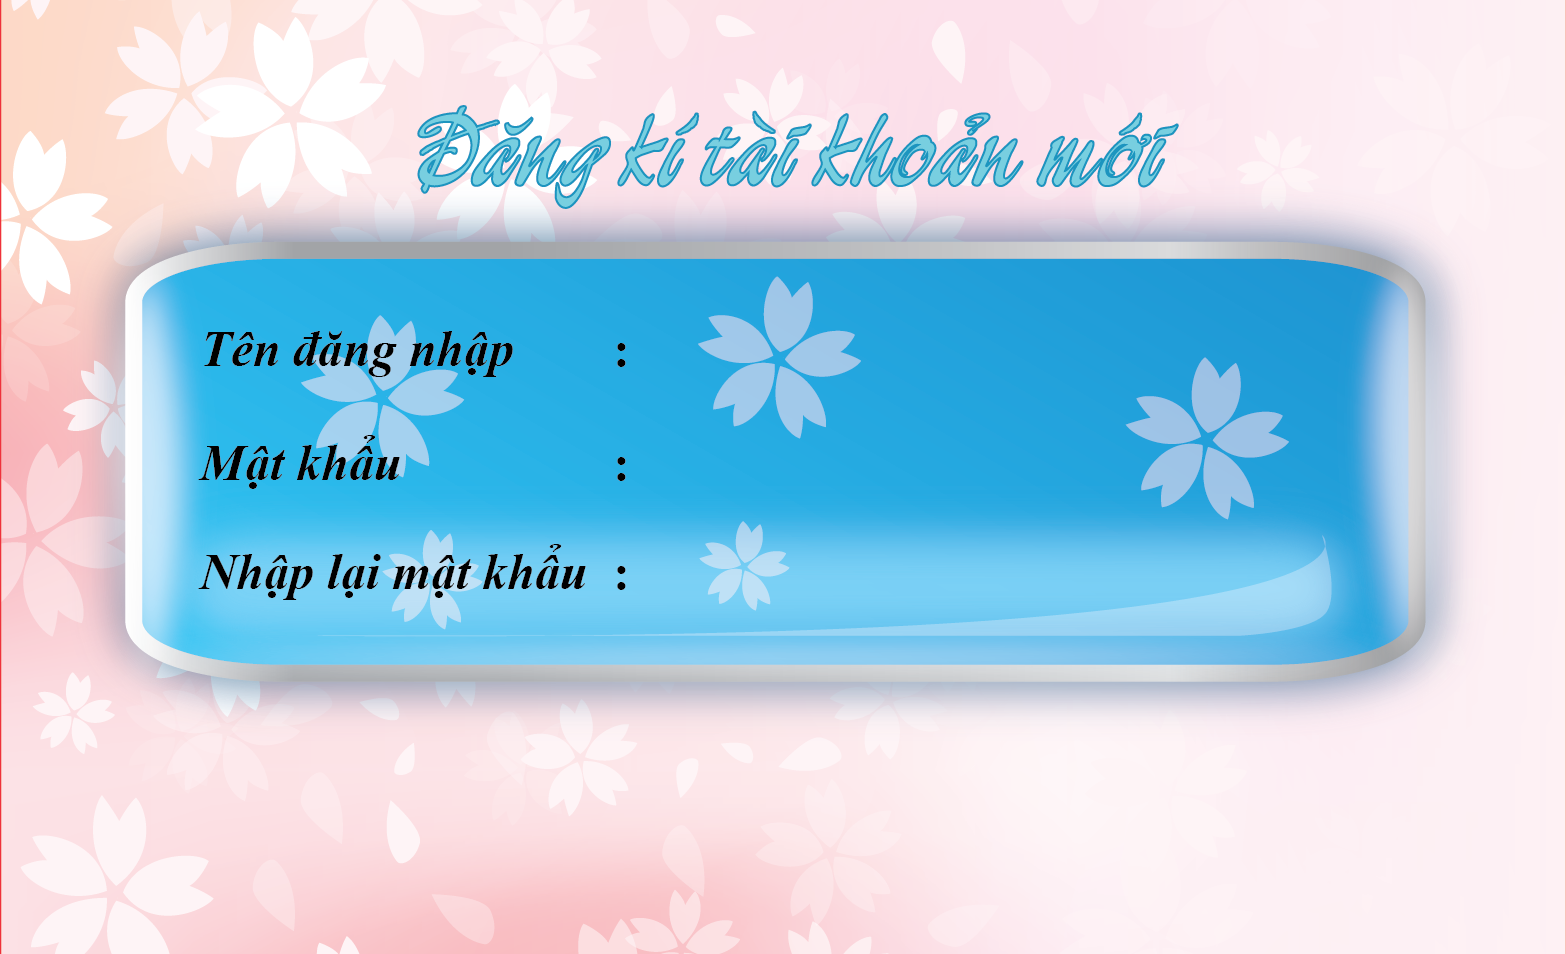 Đăng kí tài khoản mới
Tên đăng nhập :
Mật khẩu :
Nhập lại mật khẩu :